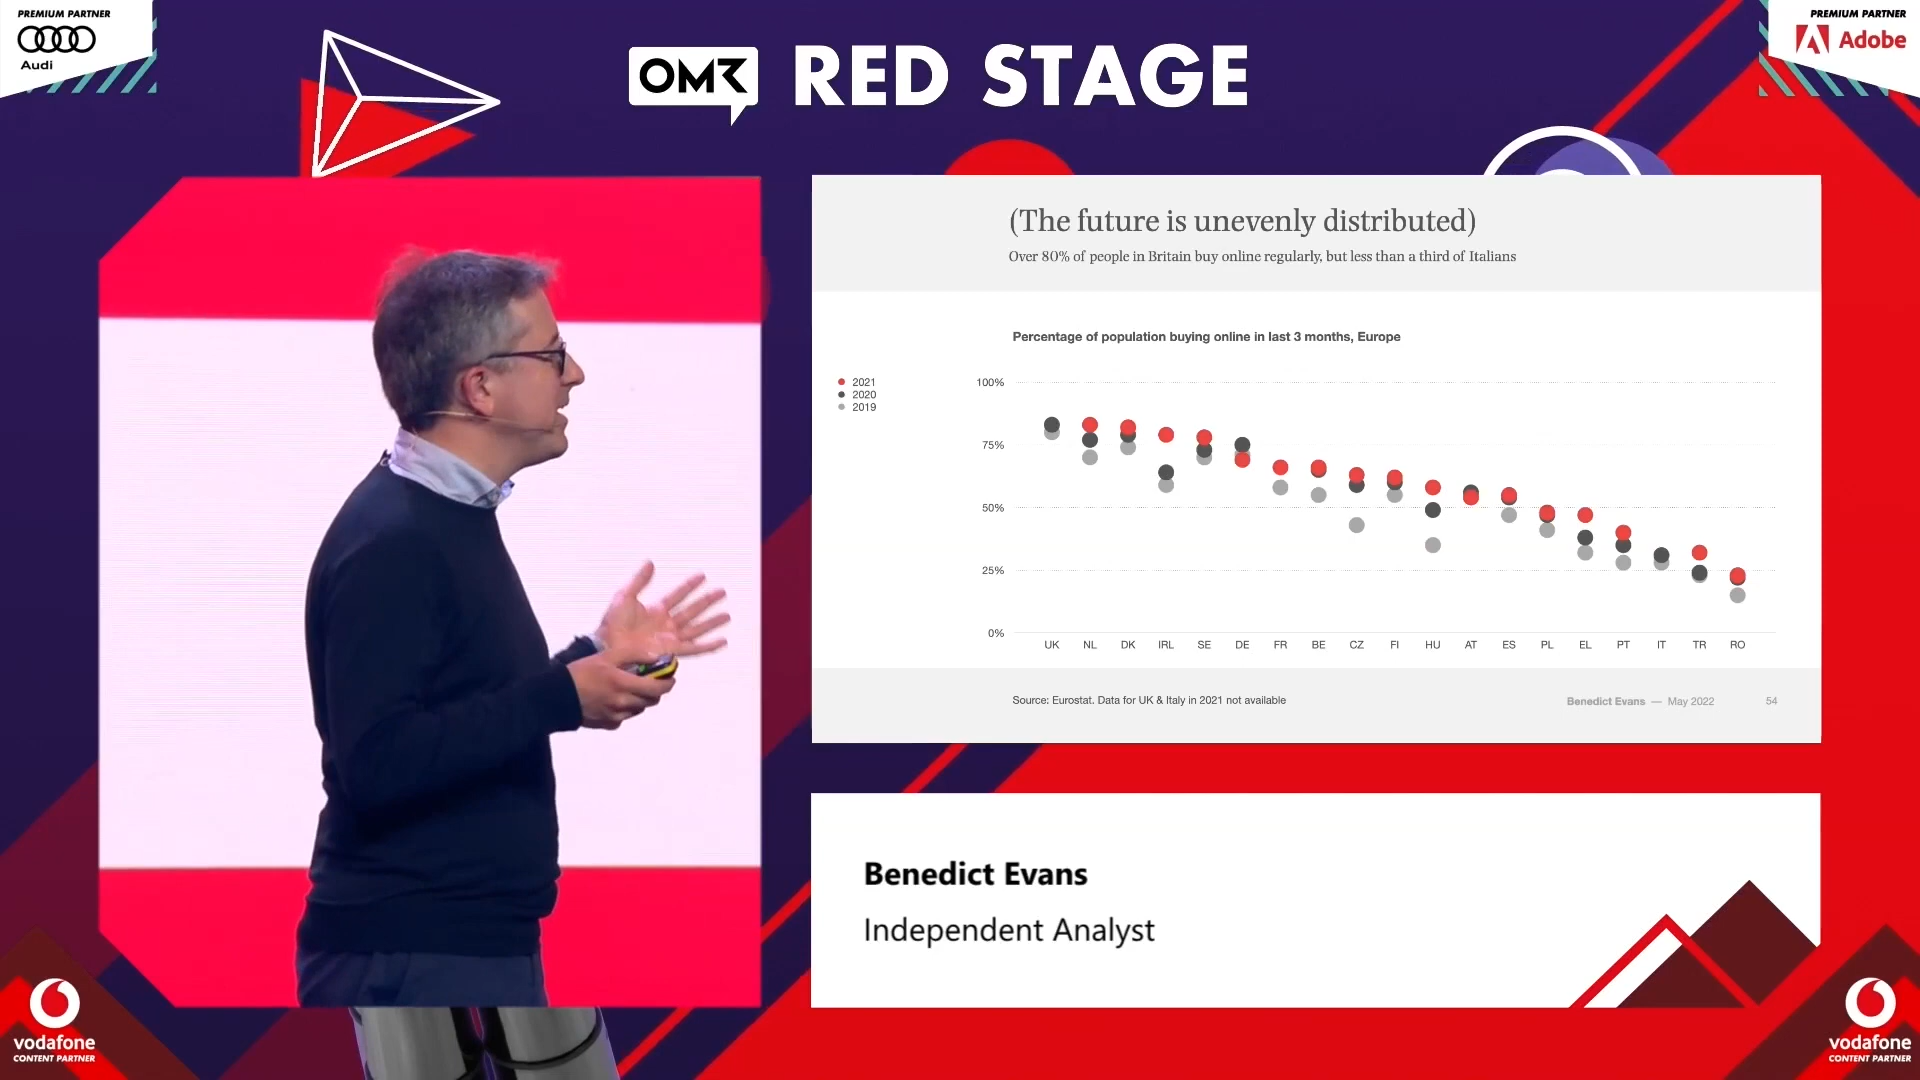 PREMIUM PARTNER
Audi
OMR RED STAGE
PREMIUM PARTNER
Adobe
(The future is unevenly distributed)
Over 80% of people in Britain buy online regularly, but less than a third of Italians
Percentage of population buying online in last 3 months, Europe
2021
2020
2019
100%
75%
50%
25%
0%
UK NL DK IRL SE DE FR BE CZ FI HU AT ES PL EL PT IT TR RO
Source: Eurostat. Data for UK & Italy in 2021 not available
Benedict Evans — May 2022 54
Benedict Evans
Independent Analyst
vodafone
CONTENT PARTNER
vodafone
CONTENT PARTNER